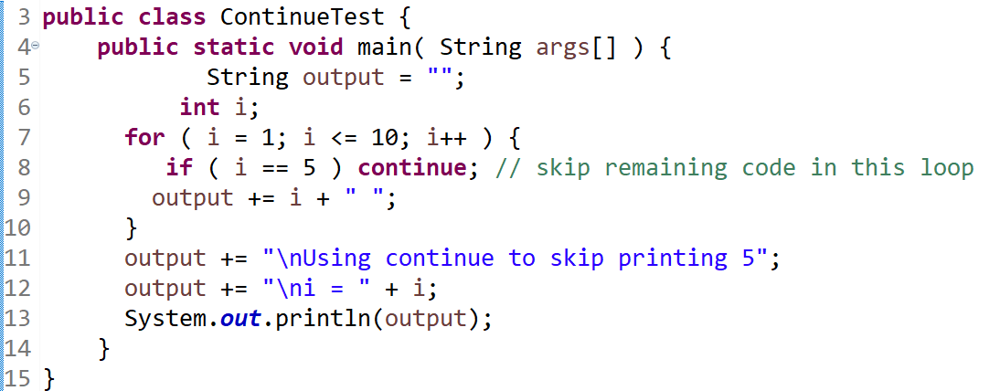 3 public class ContinueTest {
4 public static void main( String args[] ) {
5 String output = "";
6 int i;
7 for ( i = 1; i <= 10; i++ ) {
8 if ( i == 5 ) continue; // skip remaining code in this loop
9 output += i + " ";
10 }
11 output += "\nUsing continue to skip printing 5";
12 output += "\ni = " + i;
13 System.out.println(output);
14 }
15 }